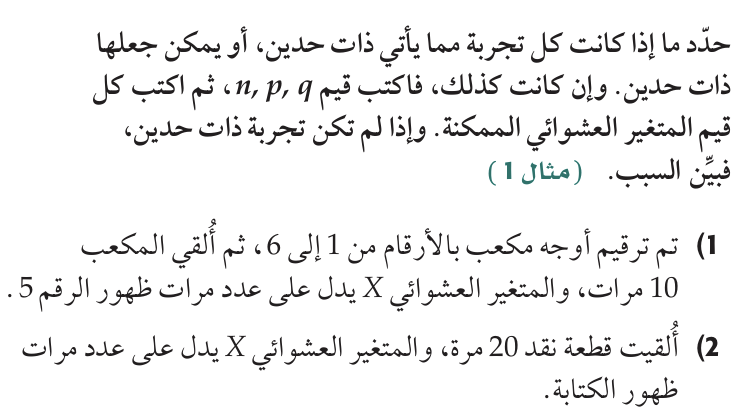 حدّد ما إذا كانت كل تجربة مما يأتي ذات حدين، أو يمكن جعلها
ذات حدين. وإن كانت كذلك، فاكتب قيم n, p, q، ثم اكتب كل
قيم المتغير العشوائي الممكنة. وإذا لم تكن تجربة ذات حدين،
فبيِّن السبب. (مثال 1)
1) تم ترقيم أوجه مكعب بالأرقام من 1 إلى 6، ثم أُلقي المكعب
10 مرات، والمتغير العشوائي X يدل على عدد مرات ظهور الرقم 5.
2) أُلقيت قطعة نقد 20 مرة، والمتغير العشوائي X يدل على عدد مرات
ظهور الكتابة.